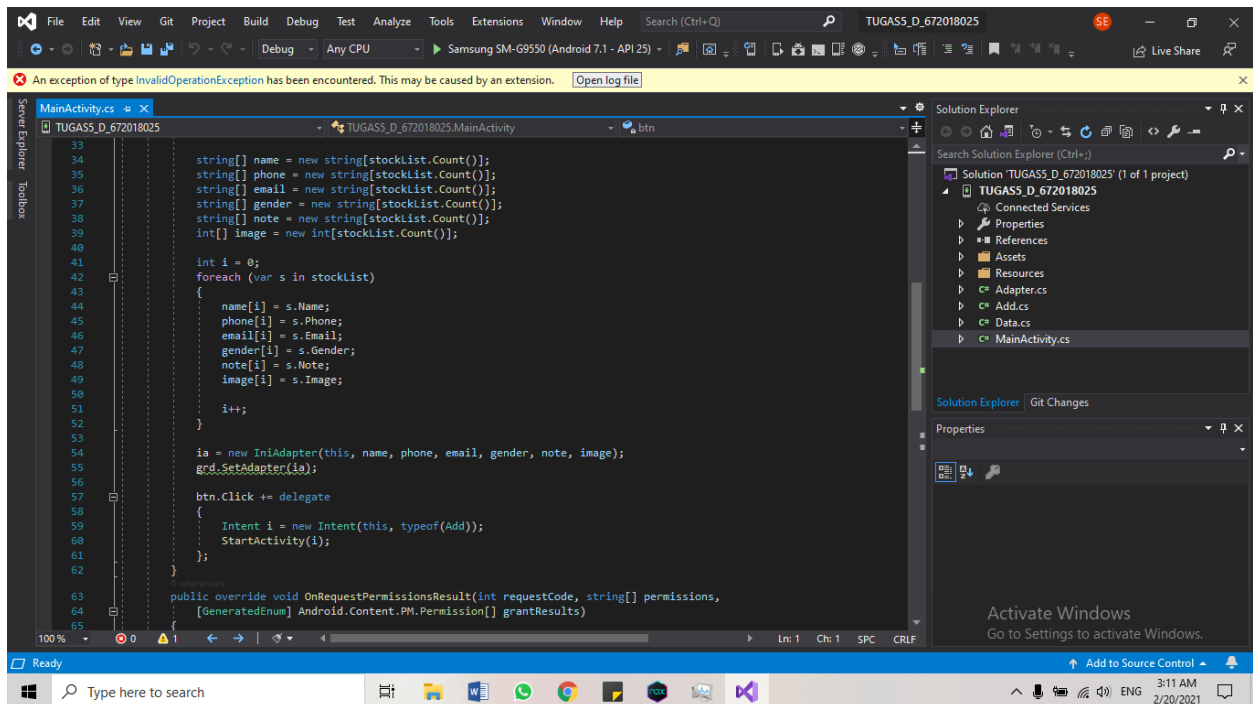 File Edit View Git Project Build Debug Test Analyze Tools Extensions Window Help Search (Ctrl+Q) TUGAS5_D_672018025 SE
Debug Any CPU Samsung SM-G9550 (Android 7.1 - API 25) Live Share
An exception of type InvalidOperationException has been encountered. This may be caused by an extension. Open log file
Server Explorer
Toolbox
MainActivity.cs
TUGAS5_D_672018025 TUGAS5_D_672018025.MainActivity btn
33
34 string[] name = new string[stockList.Count()];
35 string[] phone = new string[stockList.Count()];
36 string[] email = new string[stockList.Count()];
37 string[] gender = new string[stockList.Count()];
38 string[] note = new string[stockList.Count()];
39 int[] image = new int[stockList.Count()];
40
41 int i = 0;
42 foreach (var s in stockList)
43 {
44 name[i] = s.Name;
45 phone[i] = s.Phone;
46 email[i] = s.Email;
47 gender[i] = s.Gender;
48 note[i] = s.Note;
49 image[i] = s.Image;
50
51 i++;
52 }
53
54 ia = new IniAdapter(this, name, phone, email, gender, note, image);
55 grd.SetAdapter(ia);
56
57 btn.Click += delegate
58 {
59 Intent i = new Intent(this, typeof(Add));
60 StartActivity(i);
61 };
62 }
0 references
63 public override void OnRequestPermissionsResult(int requestCode, string[] permissions,
64 [GeneratedEnum] Android.Content.PM.Permission[] grantResults)
65 {
100 % 0 1 Ln: 1 Ch: 1 SPC CRLF
Solution Explorer
Search Solution Explorer (Ctrl+;)
Solution 'TUGAS5_D_672018025' (1 of 1 project)
TUGAS5_D_672018025
Connected Services
Properties
References
Assets
Resources
C# Adapter.cs
C# Add.cs
C# Data.cs
C# MainActivity.cs
Solution Explorer Git Changes
Properties
Activate Windows
Go to Settings to activate Windows.
Ready Add to Source Control
Type here to search nox ENG 3:11 AM
2/20/2021